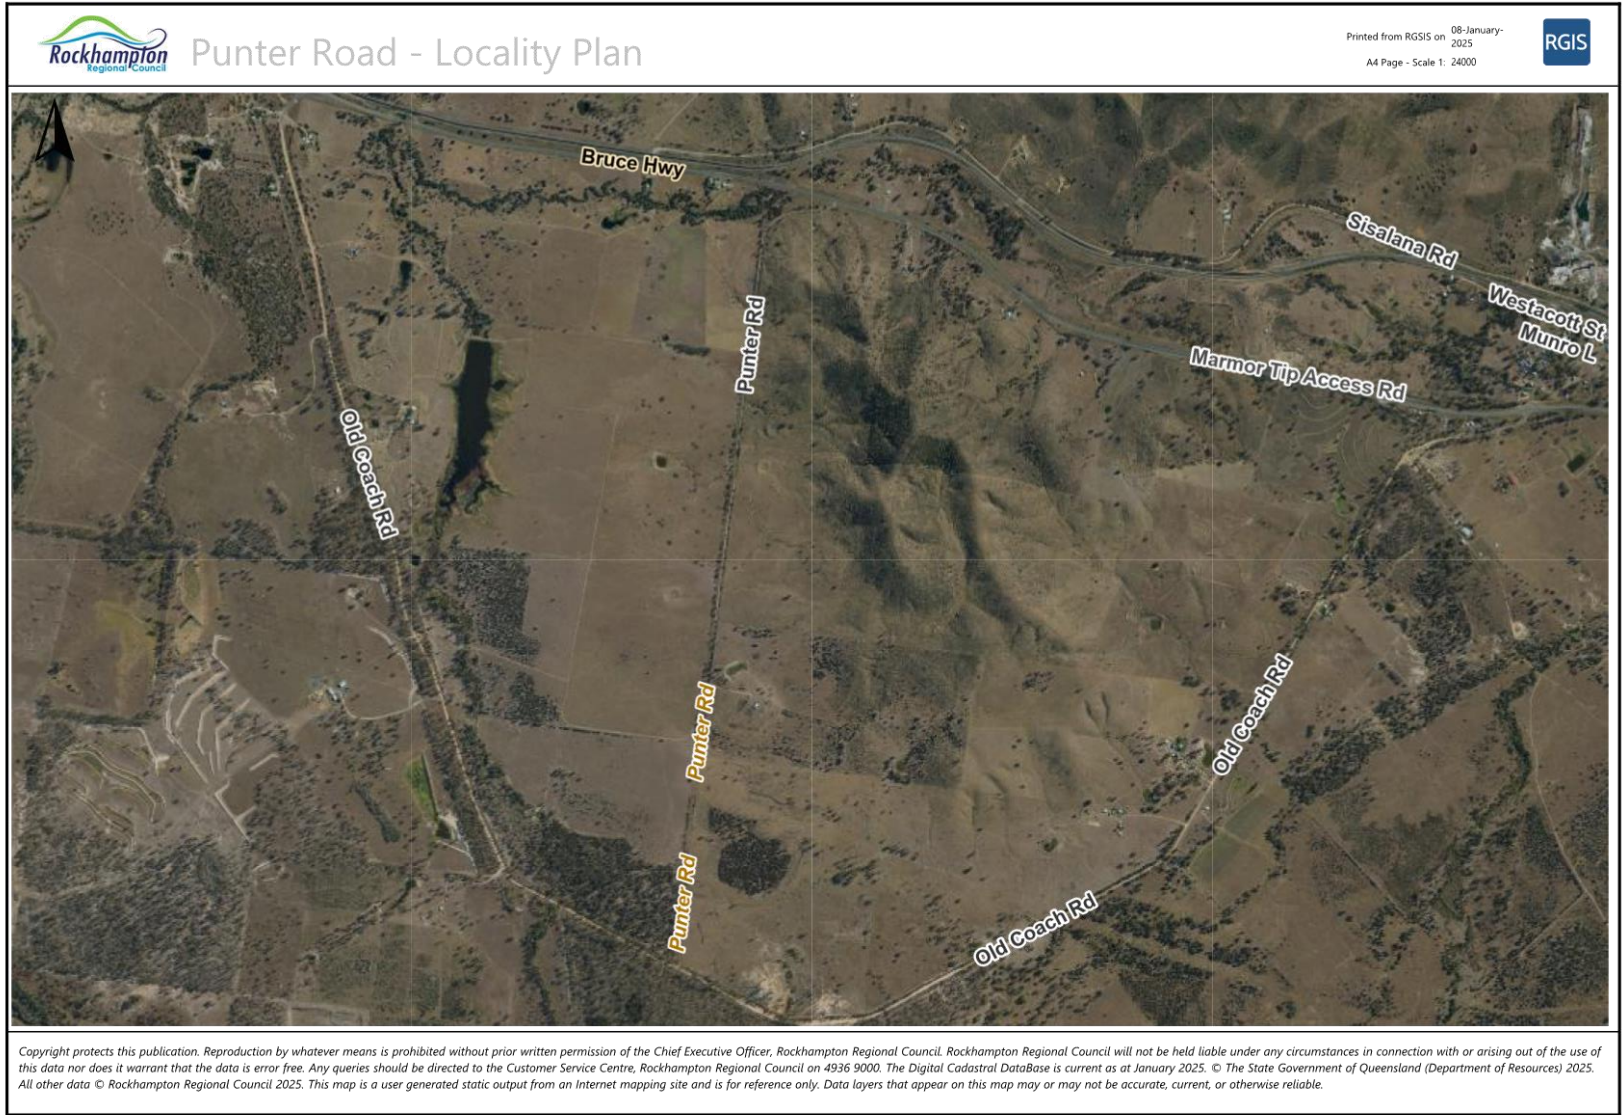 Rockhampton
Regional Council
Punter Road - Locality Plan
Printed from RGSIS on 08-January-
2025
A4 Page - Scale 1: 24000
RGIS
Bruce Hwy
Sisalana Rd
Westacott St
Munro L
Punter Rd
Marmor Tip Access Rd
Old Coach Rd
Old Coach Rd
Punter Rd
Punter Rd
Old Coach Rd
Copyright protects this publication. Reproduction by whatever means is prohibited without prior written permission of the Chief Executive Officer, Rockhampton Regional Council. Rockhampton Regional Council will not be held liable under any circumstances in connection with or arising out of the use of
this data nor does it warrant that the data is error free. Any queries should be directed to the Customer Service Centre, Rockhampton Regional Council on 4936 9000. The Digital Cadastral DataBase is current as at January 2025. © The State Government of Queensland (Department of Resources) 2025.
All other data © Rockhampton Regional Council 2025. This map is a user generated static output from an Internet mapping site and is for reference only. Data layers that appear on this map may or may not be accurate, current, or otherwise reliable.